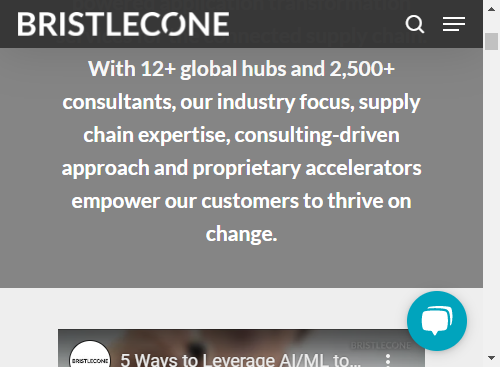 BRISTLECONE
With 12+ global hubs and 2,500+
consultants, our industry focus, supply
chain expertise, consulting-driven
approach and proprietary accelerators
empower our customers to thrive on
change.
BRISTLECONE
BRISTLECONE
5 Ways to Leverage AI/ML to...